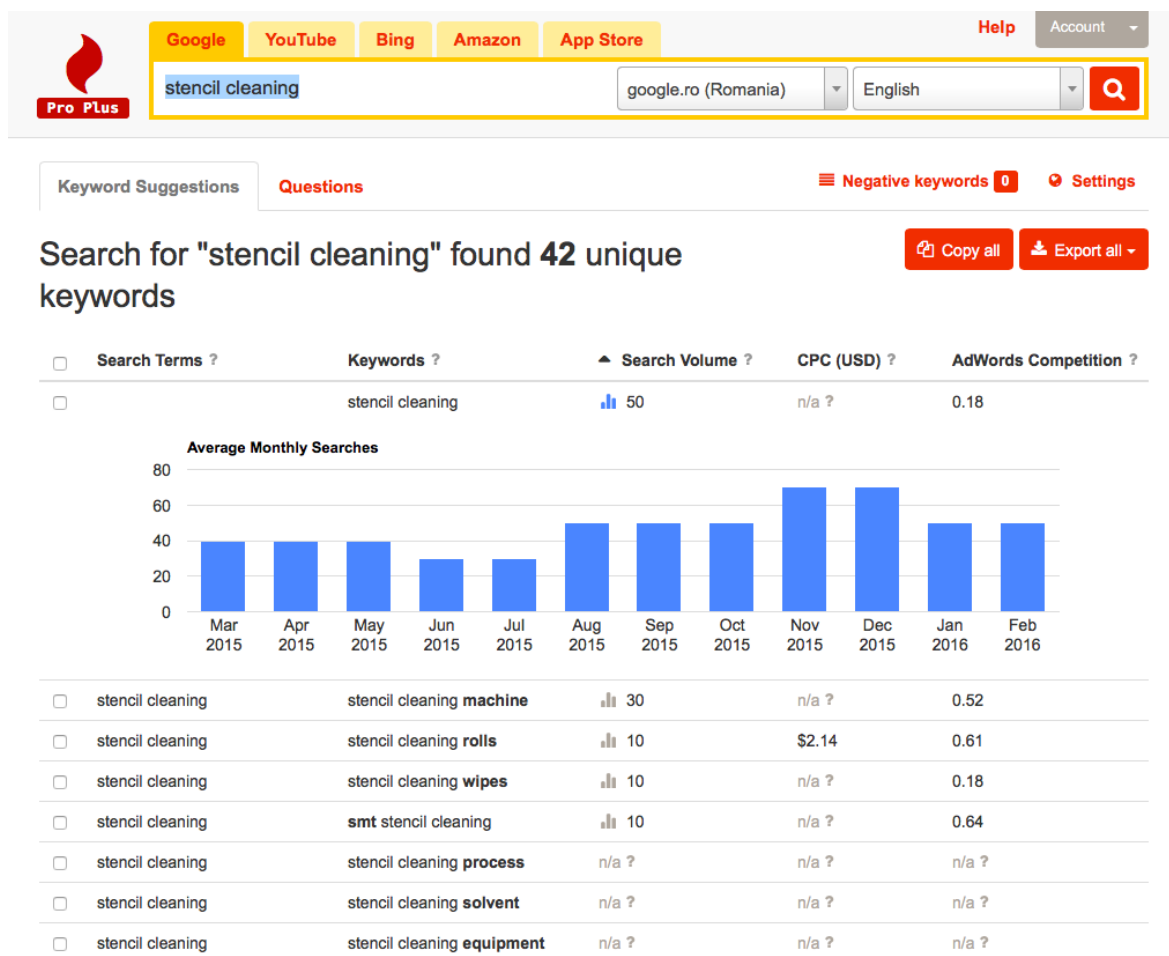 Google YouTube Bing Amazon App Store Help Account
Pro Plus
stencil cleaning google.ro (Romania) English
Keyword Suggestions Questions Negative keywords 0 Settings
Search for "stencil cleaning" found 42 unique
keywords
Copy all Export all
Search Terms ? Keywords ? Search Volume ? CPC (USD) ? AdWords Competition ?
stencil cleaning 50 n/a ? 0.18
Average Monthly Searches
80
60
40
20
0
Mar Apr May Jun Jul Aug Sep Oct Nov Dec Jan Feb
2015 2015 2015 2015 2015 2015 2015 2015 2015 2015 2016 2016
stencil cleaning stencil cleaning machine 30 n/a ? 0.52
stencil cleaning stencil cleaning rolls 10 $2.14 0.61
stencil cleaning stencil cleaning wipes 10 n/a ? 0.18
stencil cleaning smt stencil cleaning 10 n/a ? 0.64
stencil cleaning stencil cleaning process n/a ? n/a ? n/a ?
stencil cleaning stencil cleaning solvent n/a ? n/a ? n/a ?
stencil cleaning stencil cleaning equipment n/a ? n/a ? n/a ?